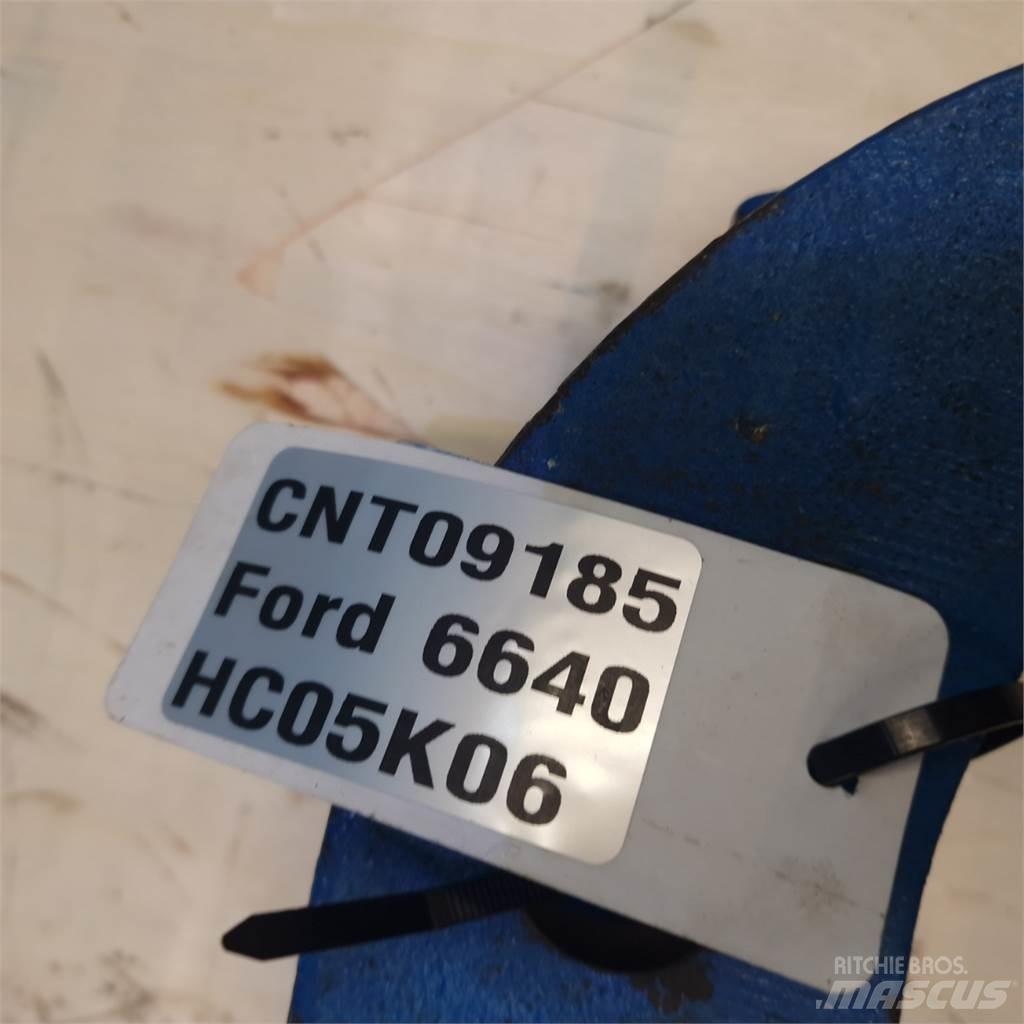 CNT09185
Ford 6640
HC05K06
RITCHIE BROS.
MASCUS